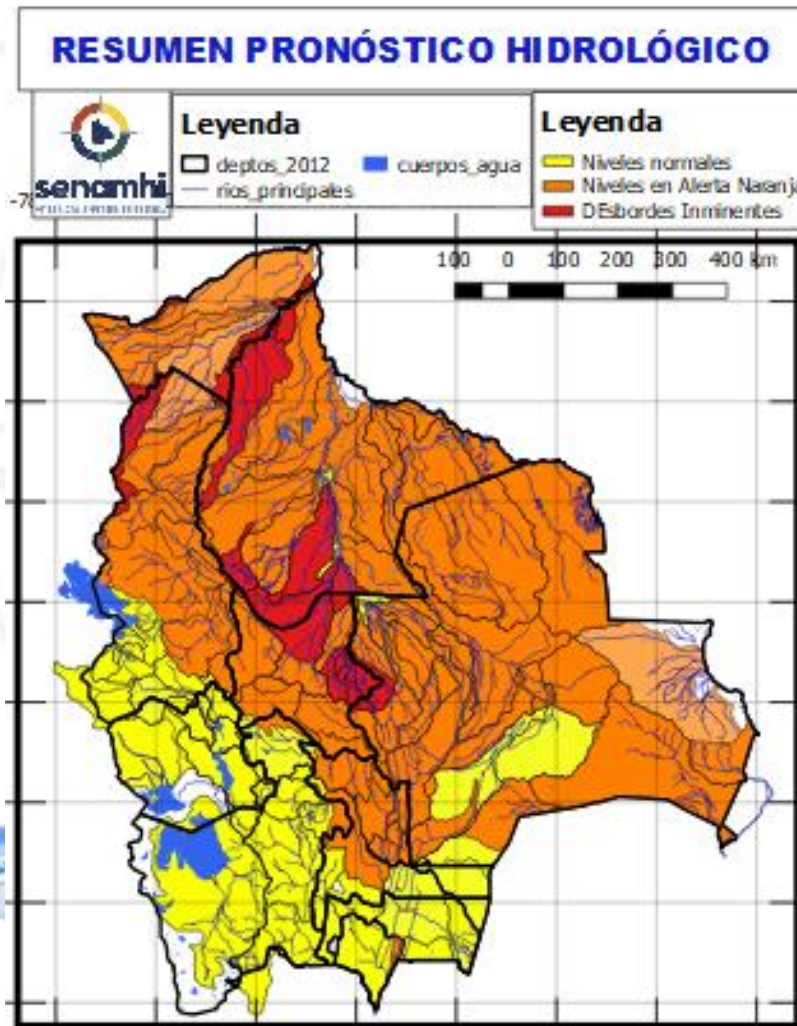 RESUMEN PRONÓSTICO HIDROLÓGICO
senamhi
Leyenda
deptos_2012
cuerpos_agua
rios_principales
Leyenda
Niveles normales
Niveles en Alerta Naranja
DEsbordes Inminentes
100 0 100 200 300 400 km